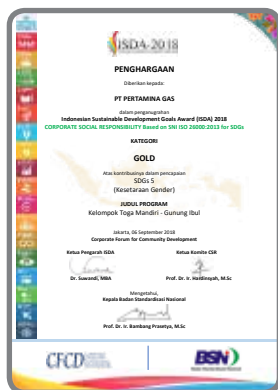 ISDA-2018
PENGHARGAAN
Diberikan kepada:
PT PERTAMINA GAS
dalam penganugrahan
Indonesian Sustainable Development Goals Award (ISDA) 2018
CORPORATE SOCIAL RESPONSIBILITY Based on SNI ISO 26000:2013 for SDGs
KATEGORI
GOLD
Atas kontribusinya dalam pencapaian
SDGs 5
(Kesetaraan Gender)
JUDUL PROGRAM
Kelompok Toga Mandiri - Gunung Ibul
Jakarta, 06 September 2018
Corporate Forum for Community Development
Ketua Pengarah ISDA Ketua Komite CSR
Dr. Suwandi, MBA Prof. Dr. Ir. Hardinsyah, M.Sc
Mengetahui,
Kepala Badan Standardisasi Nasional
Prof. Dr. Ir. Bambang Prasetya, M.Sc
CFCD BSN